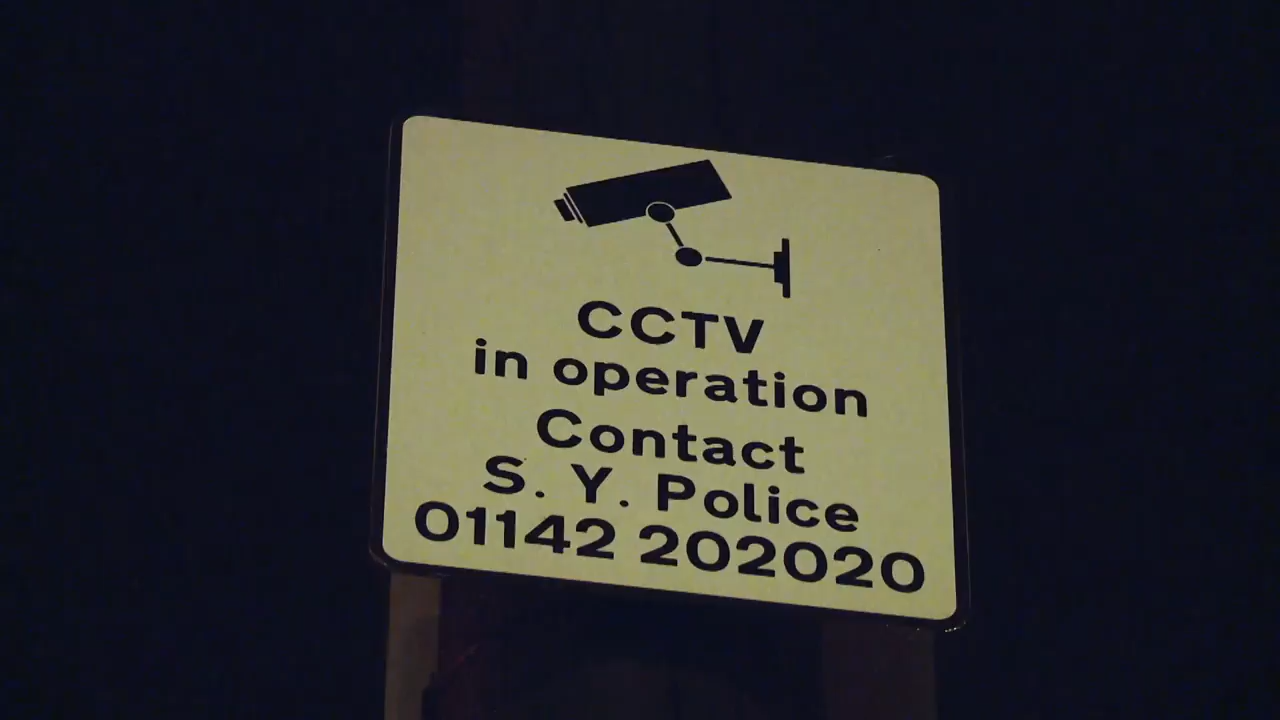 CCTV
in operation
Contact
S. Y. Police
01142 202020